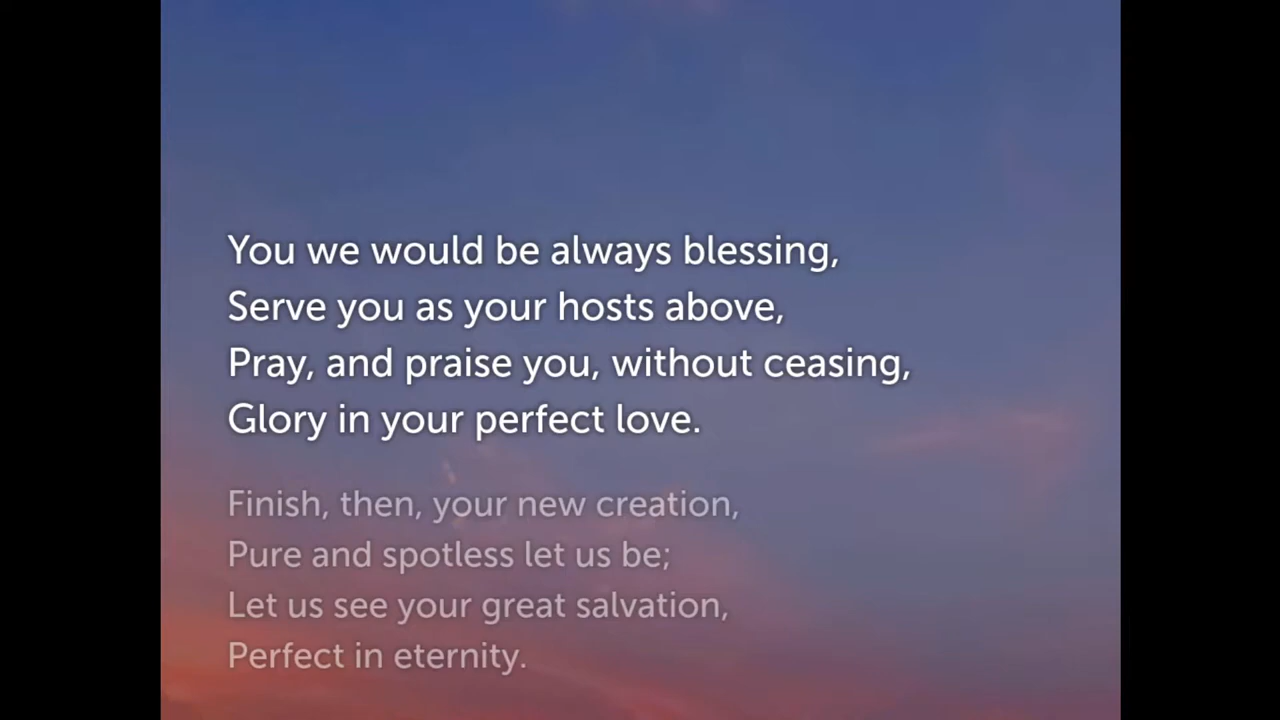 You we would be always blessing,
Serve you as your hosts above,
Pray, and praise you, without ceasing,
Glory in your perfect love.
Finish, then, your new creation,
Pure and spotless let us be;
Let us see your great salvation,
Perfect in eternity.